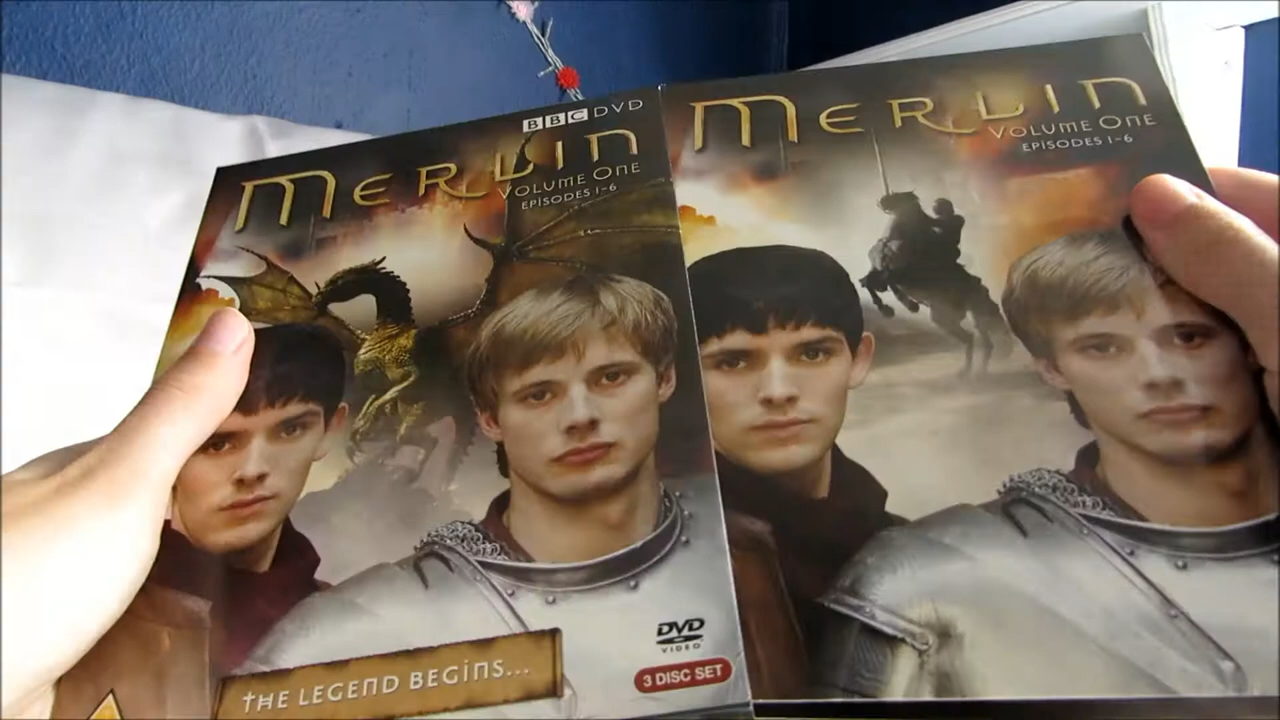 BBC DVD
MERLIN
VOLUME ONE
EPISODES 1-6
THE LEGEND BEGINS...
DVD
VIDEO
3 DISC SET
MERLIN
VOLUME ONE
EPISODES 1-6